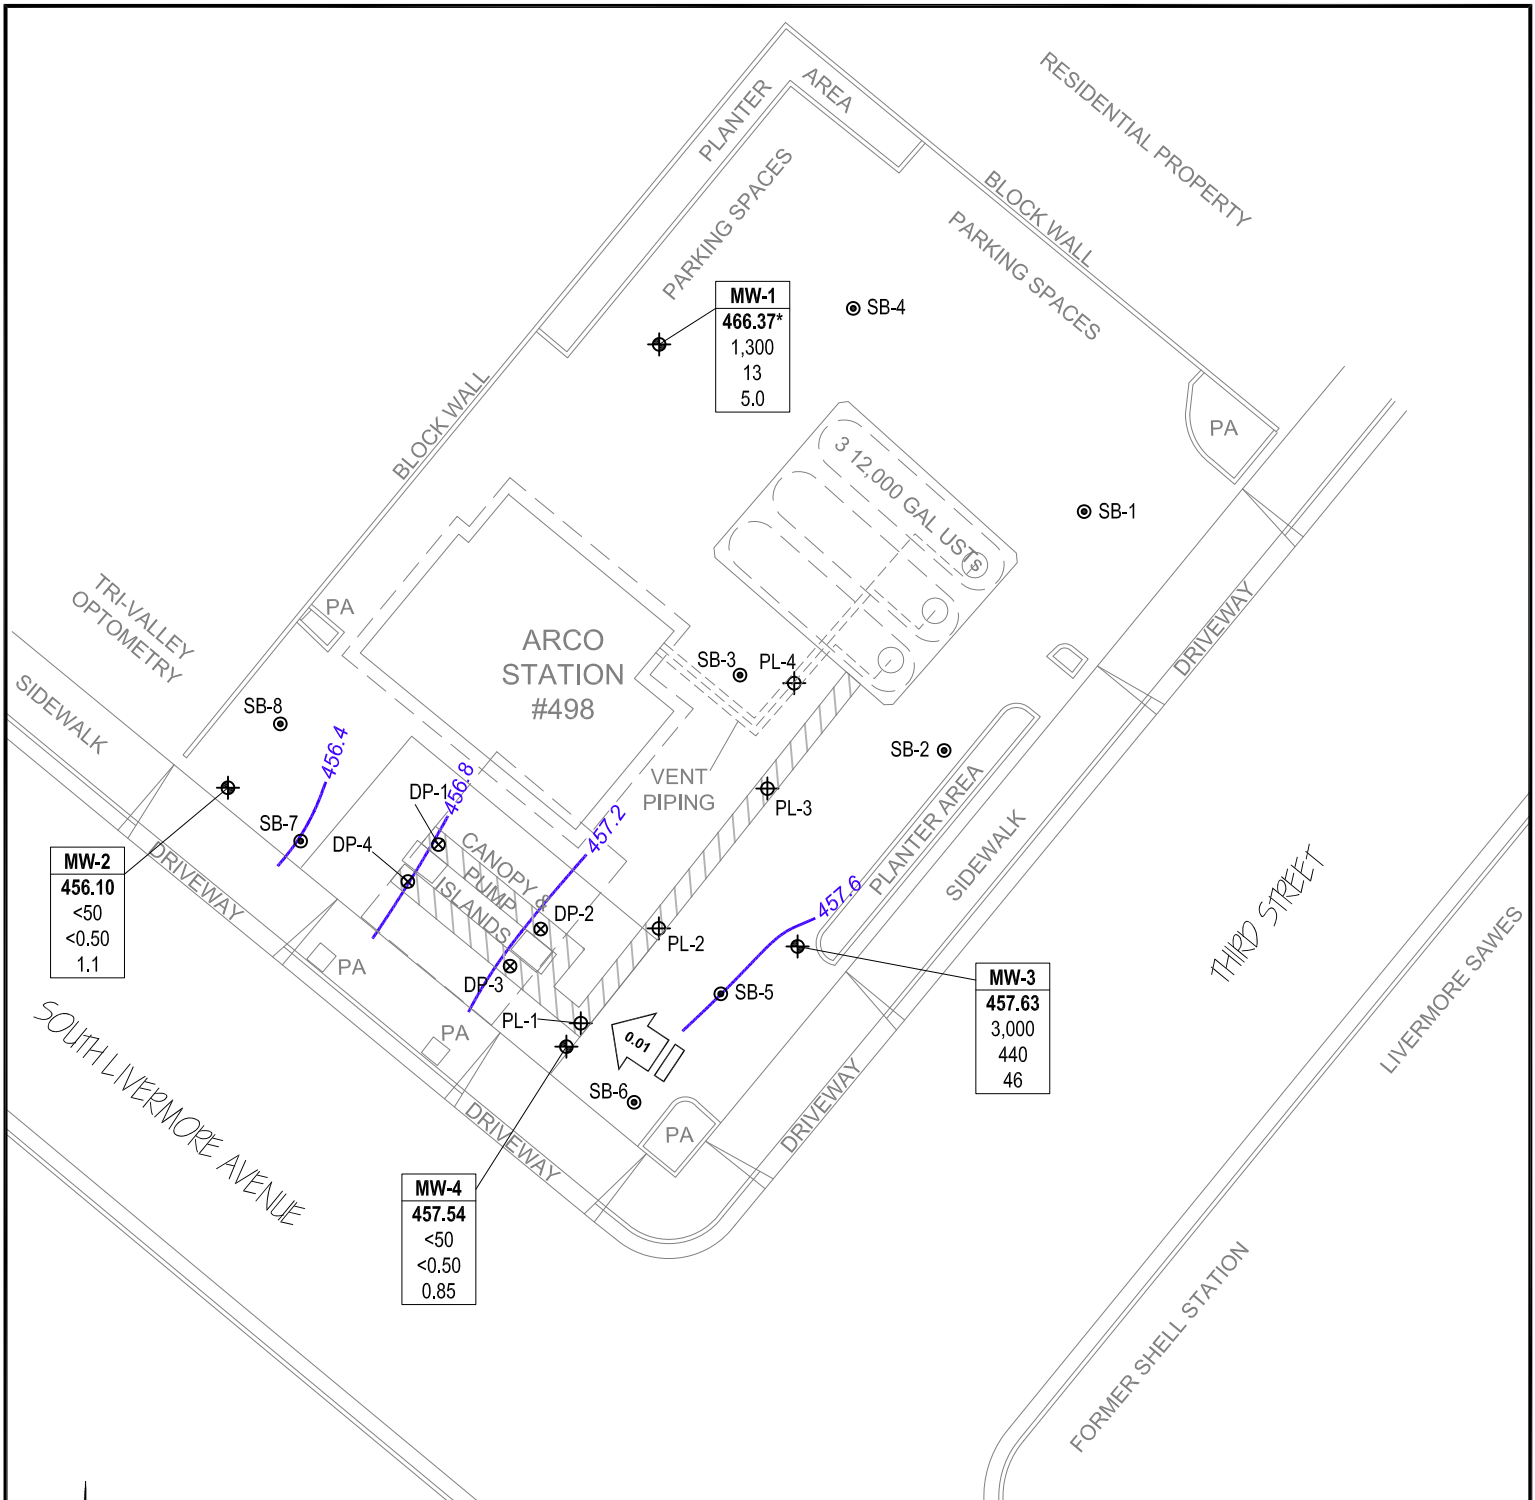 PLANTER
AREA
RESIDENTIAL PROPERTY
BLOCK WALL
PARKING SPACES
PARKING SPACES
MW-1
466.37*
1,300
13
5.0
SB-4
BLOCK WALL
PA
3 12,000 GAL USTs
SB-1
TRI-VALLEY
OPTOMETRY
PA
ARCO
STATION
#498
SB-3
PL-4
DRIVEWAY
SIDEWALK
SB-8
456.4
SB-2
VENT
PIPING
456.8
DP-1
PL-3
457.2
SB-7
DP-4
CANOPY &
PUMP
ISLANDS
PLANTER AREA
SIDEWALK
MW-2
456.10
<50
<0.50
1.1
DRIVEWAY
DP-2
PL-2
457.6
THIRD STREET
LIVERMORE SAWES
PA
DP-3
SB-5
MW-3
457.63
3,000
440
46
SOUTH LIVERMORE AVENUE
PA
PL-1
0.01
SB-6
DRIVEWAY
DRIVEWAY
PA
MW-4
457.54
<50
<0.50
0.85
FORMER SHELL STATION